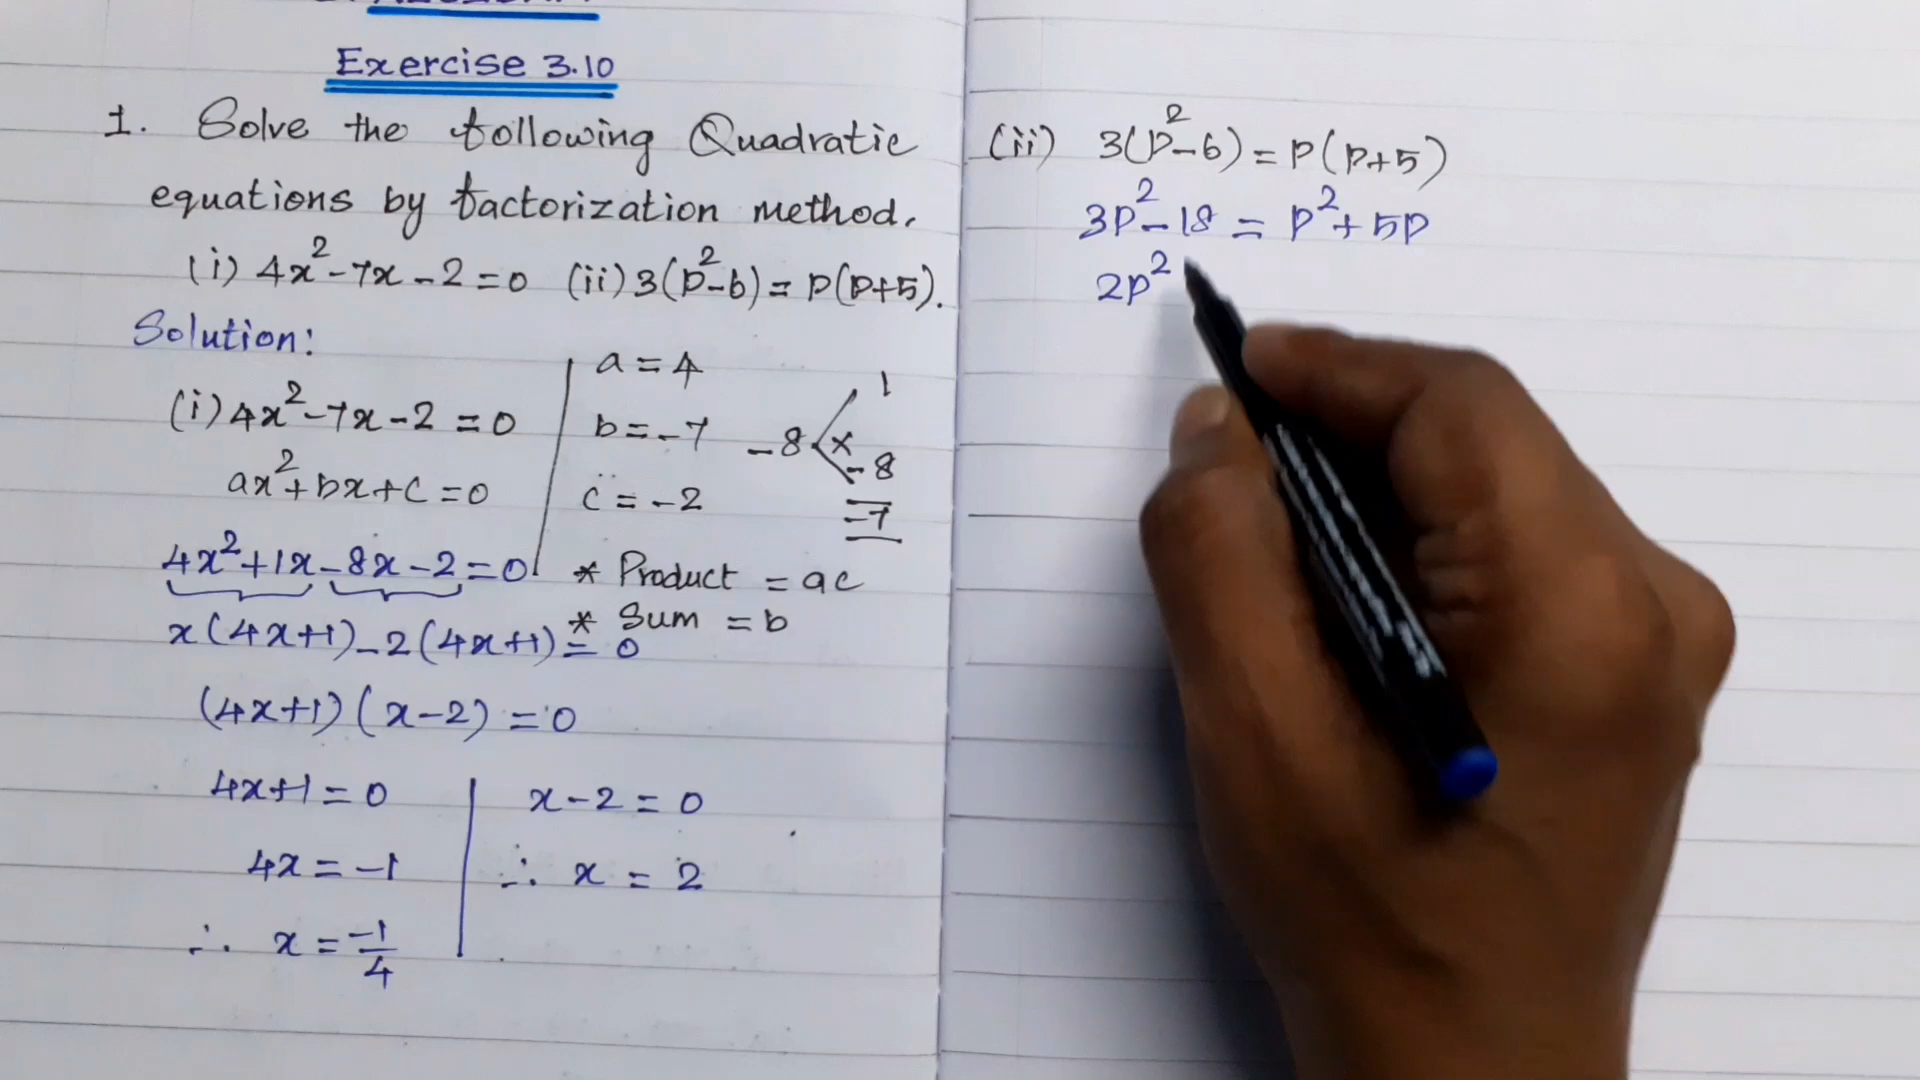 Exercise 3.10
1. Solve the following Quadratic
equations by factorization method.
(i) 4x²-7x-2=0 (ii) 3(p²-6)=p(p+5).
Solution:
(i) 4x²-7x-2=0
ax²+bx+c=0
4x²+1x-8x-2=0
x(4x+1)-2(4x+1)=0
(4x+1)(x-2)=0
4x+1=0
4x=-1
∴ x=-1/4
x-2=0
∴ x=2
a=4
b=-7
c=-2
-8 < 1
×
-8
-7
* Product = ac
* Sum = b
(ii) 3(p²-6)=p(p+5)
3p²-18=p²+5p
2p²